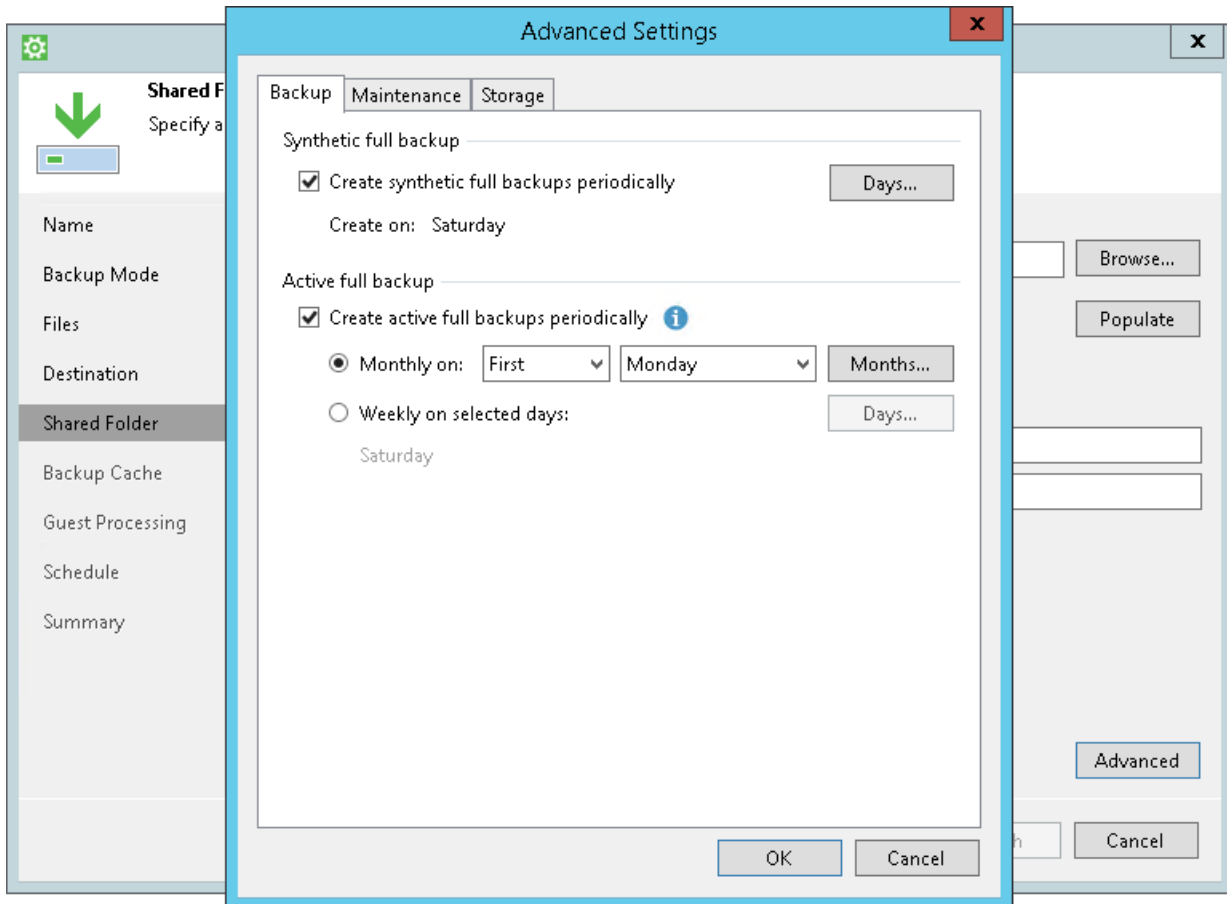 Advanced Settings
x
x
Shared F
Specify a
Name
Backup Mode
Files
Destination
Shared Folder
Backup Cache
Guest Processing
Schedule
Summary
Backup Maintenance Storage
Synthetic full backup
Create synthetic full backups periodically Days...
Create on: Saturday
Active full backup
Create active full backups periodically i
Monthly on: First Monday Months...
Weekly on selected days: Days...
Saturday
OK Cancel
Browse...
Populate
Advanced
h Cancel